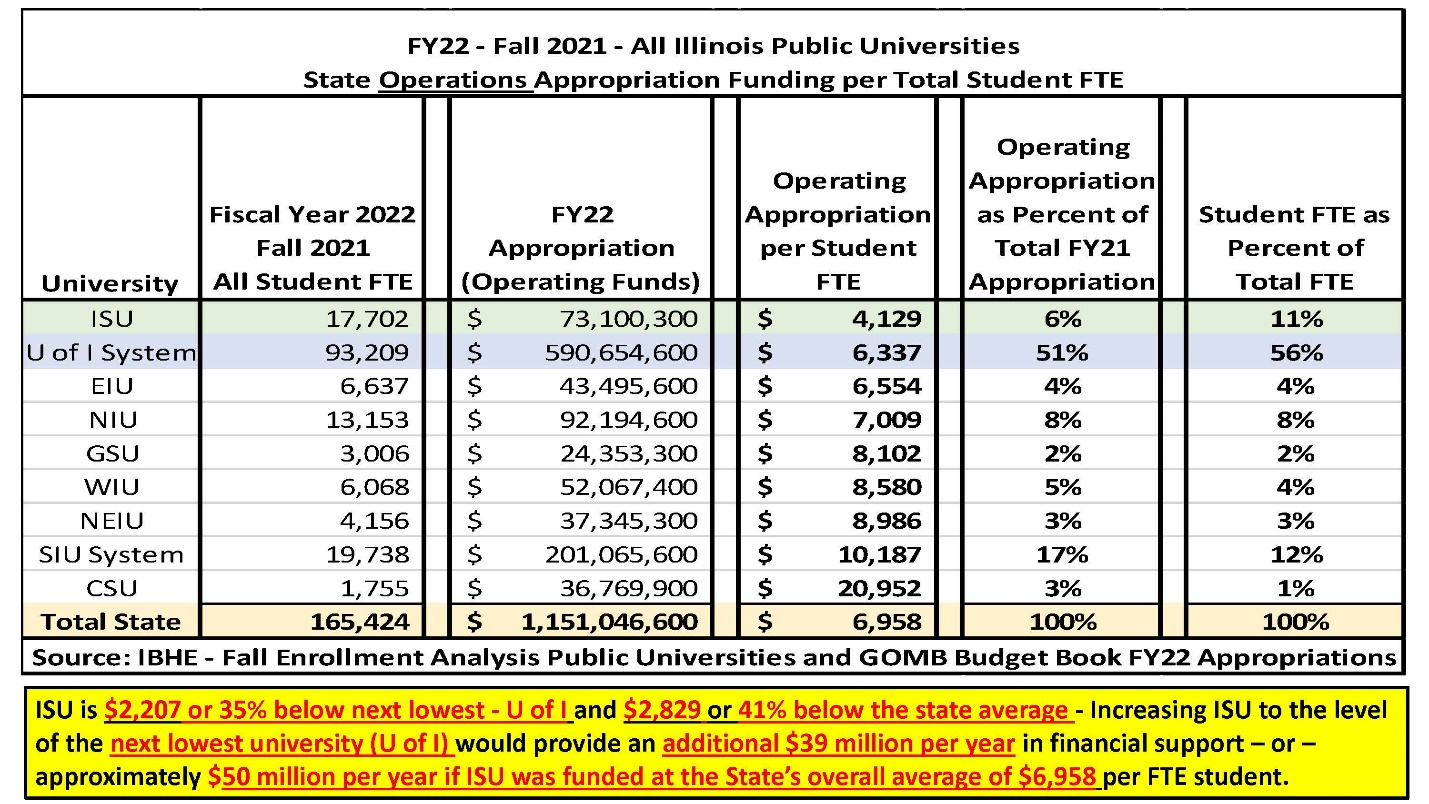 FY22 - Fall 2021 - All Illinois Public Universities
State Operations Appropriation Funding per Total Student FTE
University | Fiscal Year 2022 Fall 2021 All Student FTE | FY22 Appropriation (Operating Funds) | Operating Appropriation per Student FTE | Operating Appropriation as Percent of Total FY21 Appropriation | Student FTE as Percent of Total FTE
ISU 17,702 $ 73,100,300 $ 4,129 6% 11%
U of I System 93,209 $ 590,654,600 $ 6,337 51% 56%
EIU 6,637 $ 43,495,600 $ 6,554 4% 4%
NIU 13,153 $ 92,194,600 $ 7,009 8% 8%
GSU 3,006 $ 24,353,300 $ 8,102 2% 2%
WIU 6,068 $ 52,067,400 $ 8,580 5% 4%
NEIU 4,156 $ 37,345,300 $ 8,986 3% 3%
SIU System 19,738 $ 201,065,600 $ 10,187 17% 12%
CSU 1,755 $ 36,769,900 $ 20,952 3% 1%
Total State 165,424 $ 1,151,046,600 $ 6,958 100% 100%
Source: IBHE - Fall Enrollment Analysis Public Universities and GOMB Budget Book FY22 Appropriations
ISU is $2,207 or 35% below next lowest - U of I and $2,829 or 41% below the state average - Increasing ISU to the level
of the next lowest university (U of I) would provide an additional $39 million per year in financial support – or –
approximately $50 million per year if ISU was funded at the State's overall average of $6,958 per FTE student.